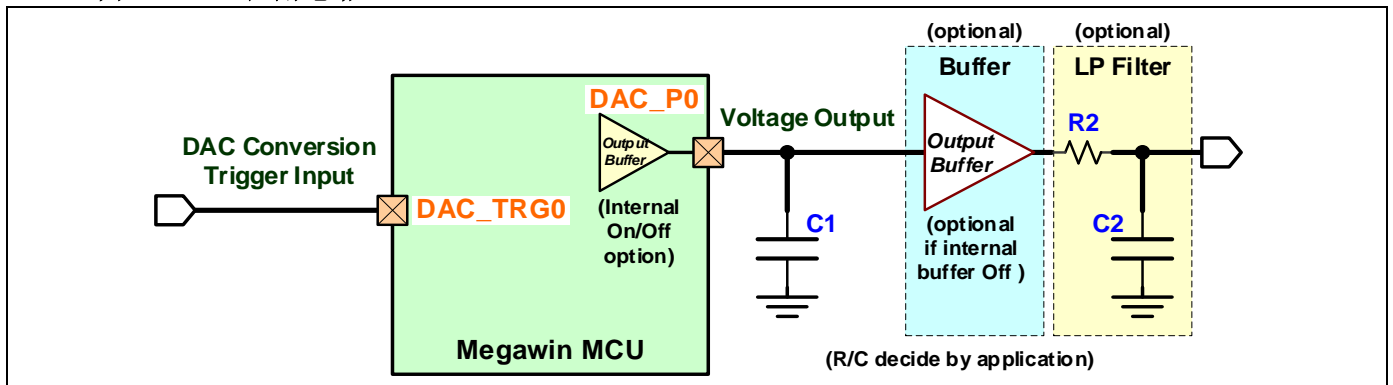 (optional)
(optional)
Buffer
LP Filter
DAC_P0
Voltage Output
R2
DAC Conversion
Trigger Input
Output
Buffer
Output
Buffer
DAC_TRG0
(Internal
On/Off
option)
C1
(optional
if internal
buffer Off )
C2
Megawin MCU
(R/C decide by application)